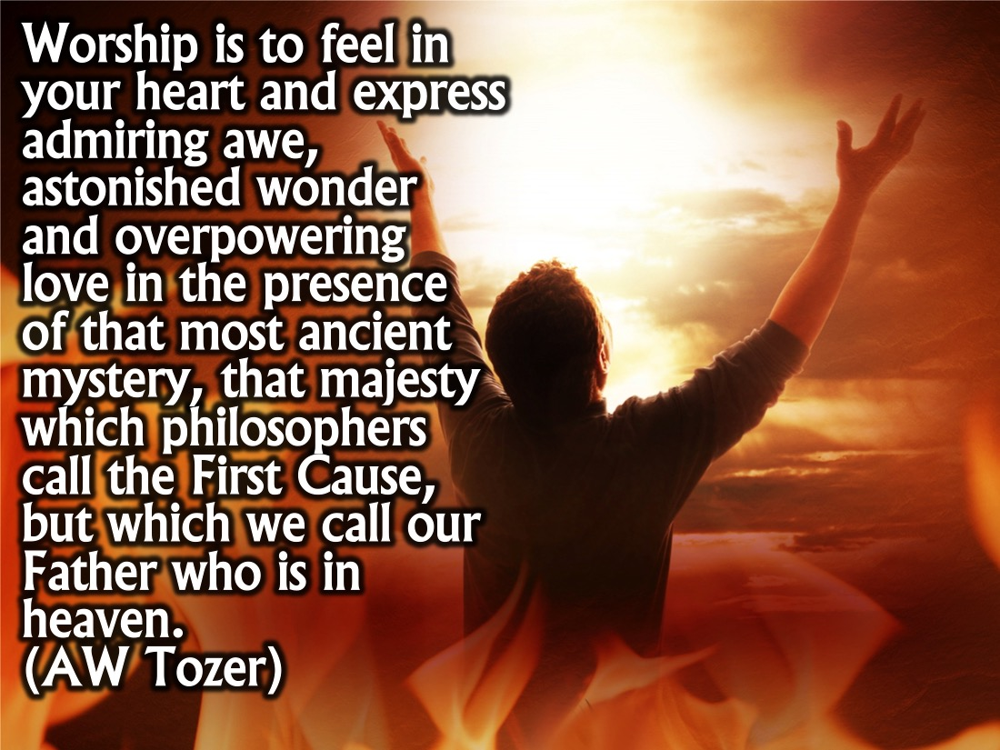 Worship is to feel in
your heart and express
admiring awe,
astonished wonder
and overpowering
love in the presence
of that most ancient
mystery, that majesty
which philosophers
call the First Cause,
but which we call our
Father who is in
heaven.
(AW Tozer)